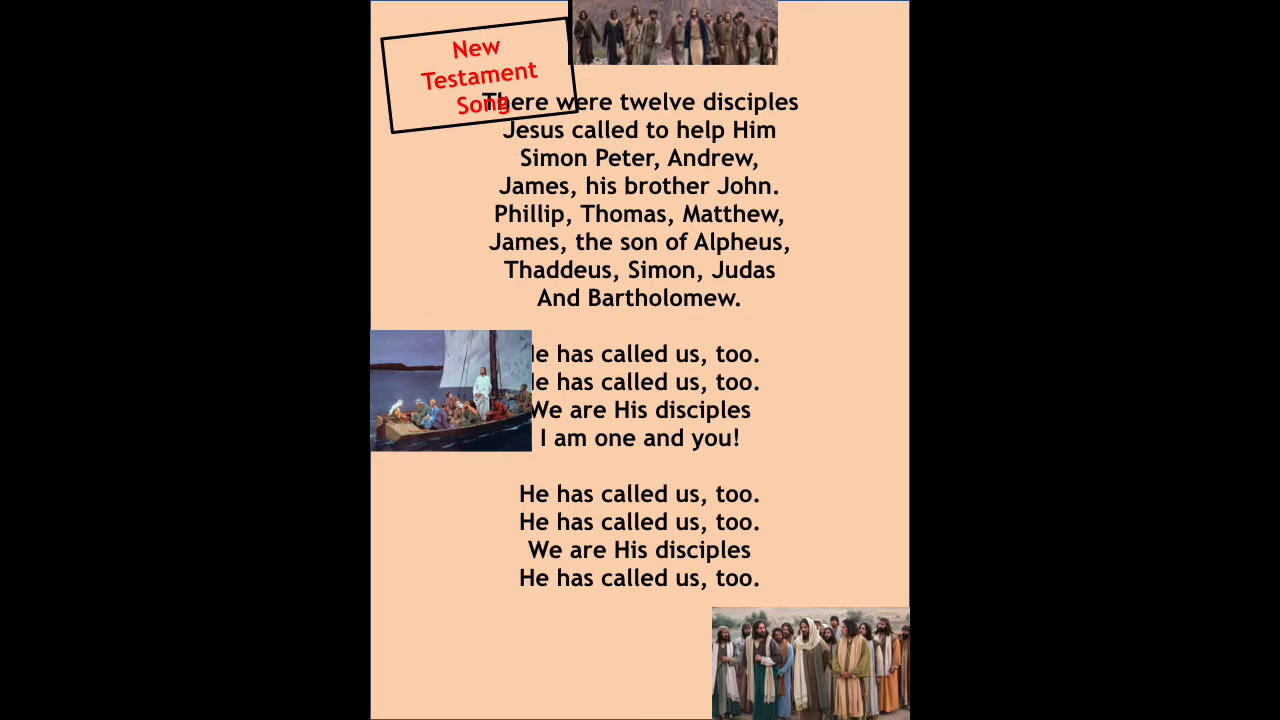 New
Testament
Song
There were twelve disciples
Jesus called to help Him
Simon Peter, Andrew,
James, his brother John.
Phillip, Thomas, Matthew,
James, the son of Alpheus,
Thaddeus, Simon, Judas
And Bartholomew.
He has called us, too.
He has called us, too.
We are His disciples
I am one and you!
He has called us, too.
He has called us, too.
We are His disciples
He has called us, too.